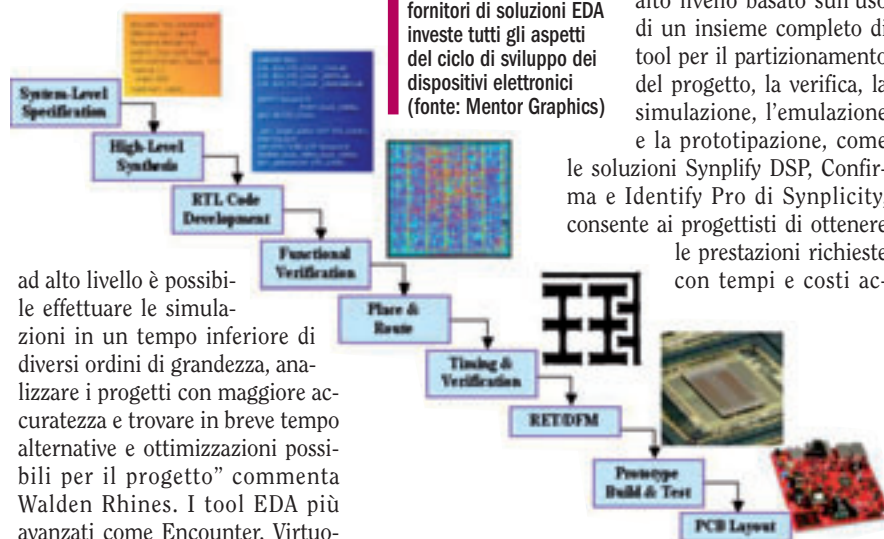 fornitori di soluzioni EDA
investe tutti gli aspetti
del ciclo di sviluppo dei
dispositivi elettronici
(fonte: Mentor Graphics)
alto livello basato sull'uso
di un insieme completo di
tool per il partizionamento
del progetto, la verifica, la
simulazione, l'emulazione
e la prototipazione, come
le soluzioni Synplify DSP, Confir-
ma e Identify Pro di Synplicity,
consente ai progettisti di ottenere
le prestazioni richieste
con tempi e costi ac-
System-Level
Specification
High-Level
Synthesis
RTL Code
Development
Functional
Verification
Place &
Route
Timing &
Verification
RET/DFM
Prototype
Build & Test
PCB Layout
ad alto livello è possibi-
le effettuare le simula-
zioni in un tempo inferiore di
diversi ordini di grandezza, ana-
lizzare i progetti con maggiore ac-
curatezza e trovare in breve tempo
alternative e ottimizzazioni possi-
bili per il progetto" commenta
Walden Rhines. I tool EDA più
avanzati come Encounter, Virtuo-